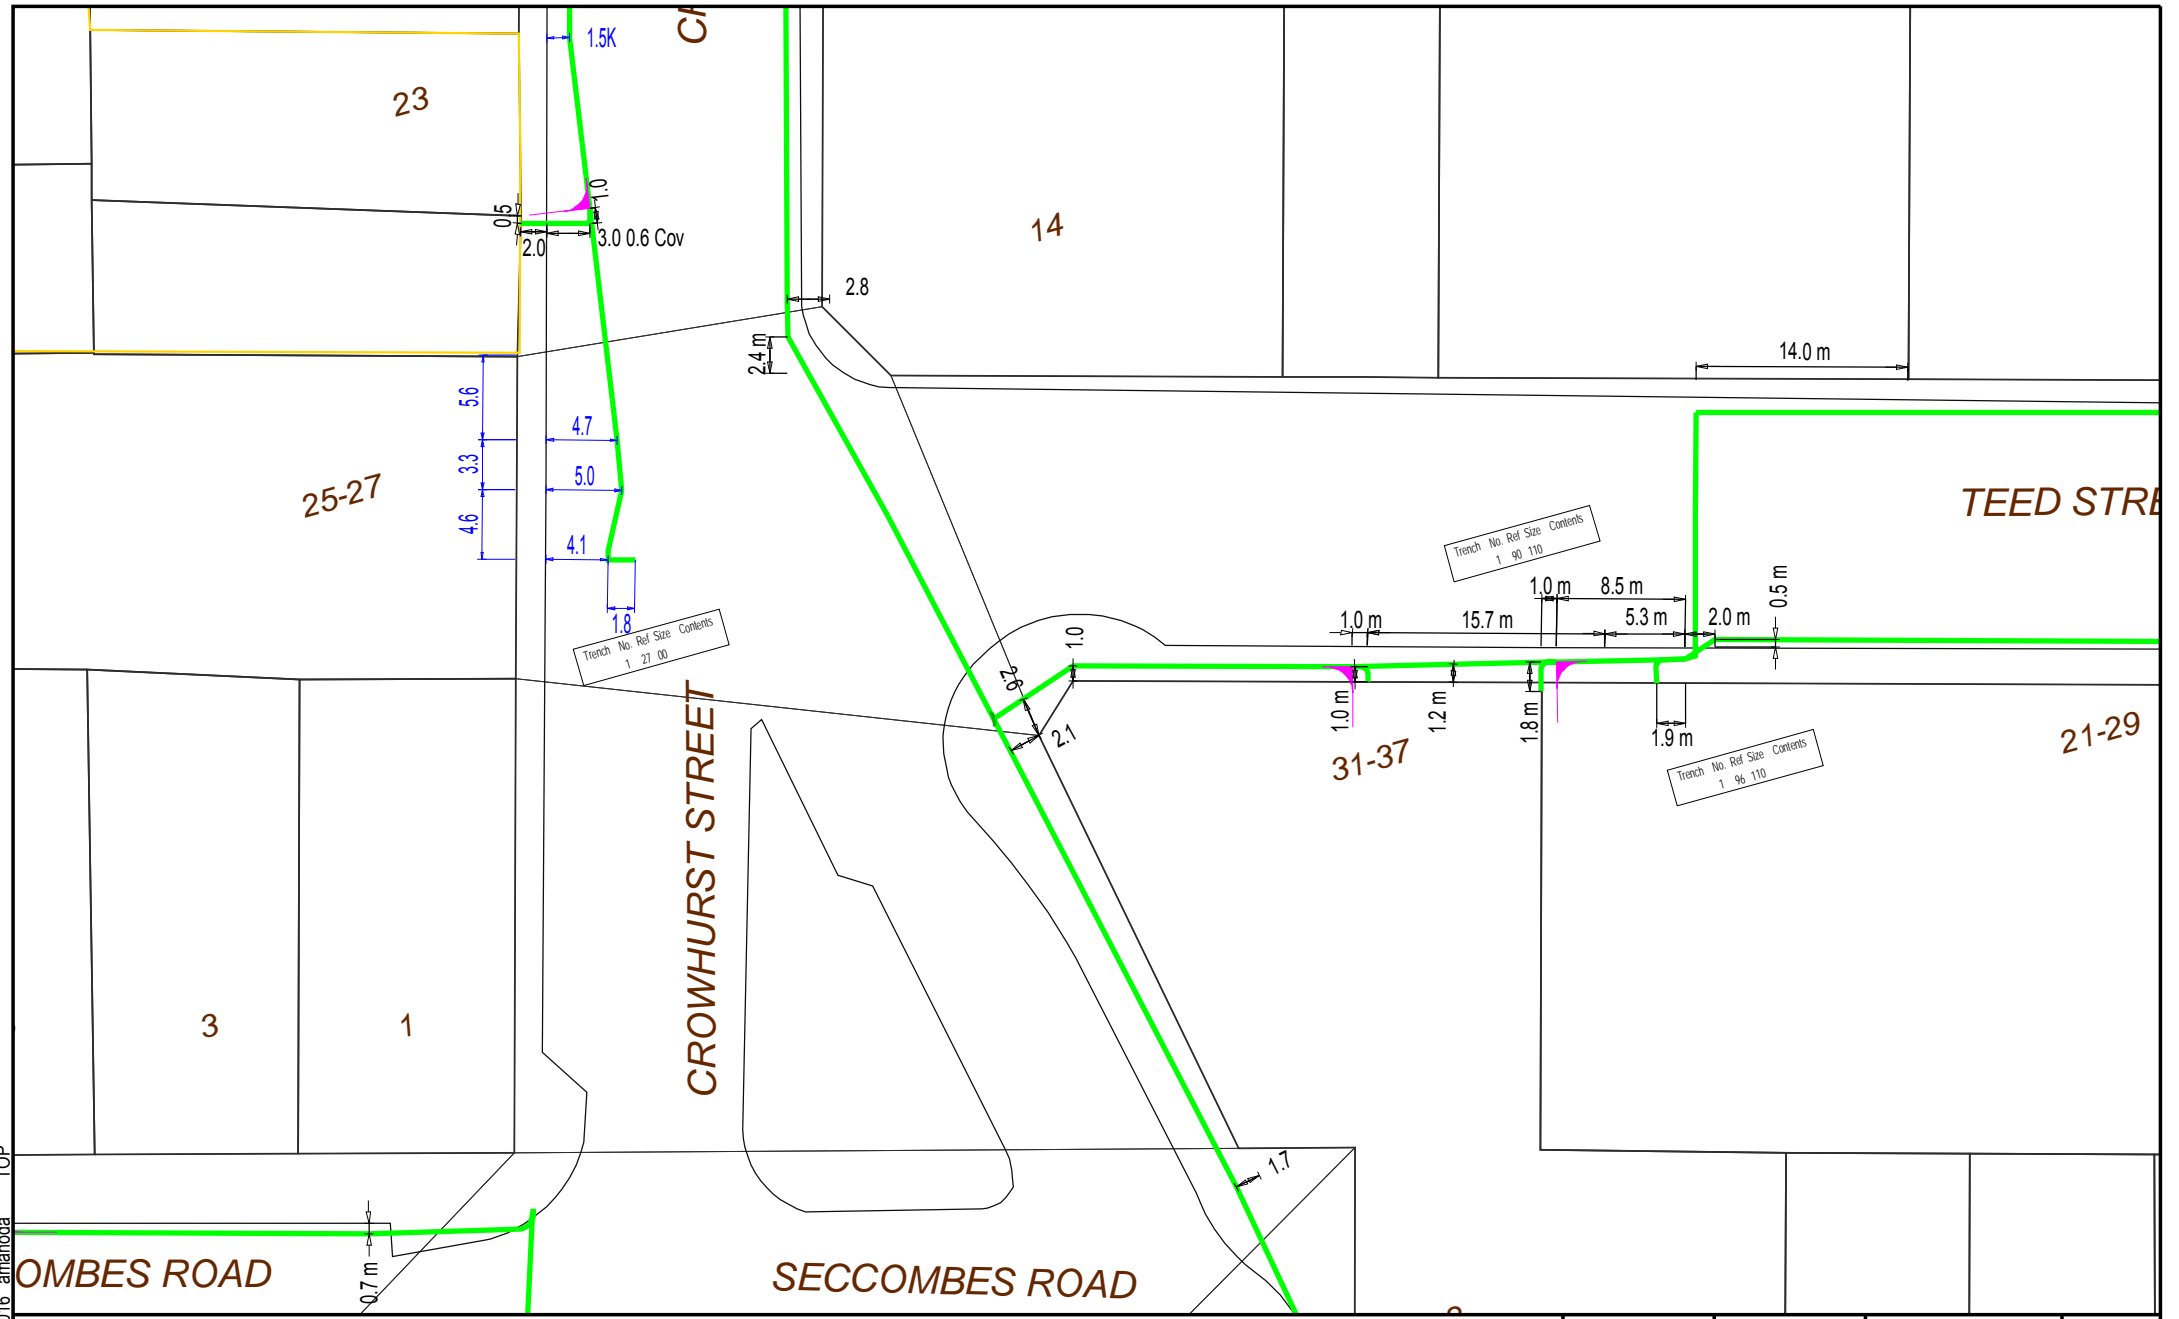 CROWHURST STREET
SECCOMBES ROAD
OMBES ROAD
TEED STRE
23
14
25-27
3
1
31-37
21-29
1.5K
1.0
0.5
2.0
3.0 0.6 Cov
2.8
2.4 m
14.0 m
5.6
4.7
3.3
5.0
4.6
4.1
1.8
Trench No. Ref Size Contents
1 27 00
Trench No. Ref Size Contents
1 90 110
1.0 m
8.5 m
0.5 m
1.0 m
15.7 m
5.3 m
2.0 m
1.0
2.6
2.1
1.0 m
1.2 m
1.8 m
1.9 m
Trench No. Ref Size Contents
1 96 110
1.7
0.7 m
TOP
016 amanoda